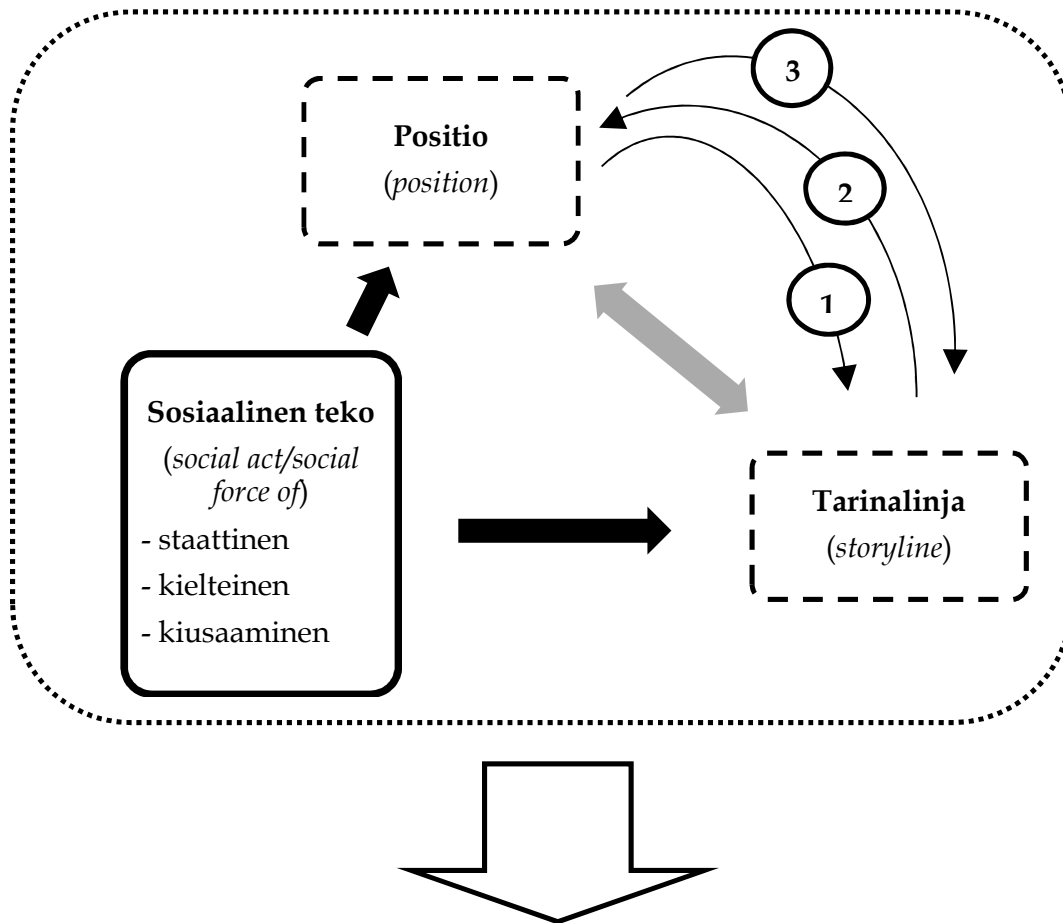 3
Positio
(position)
2
1
Sosiaalinen teko
(social act/social
force of)
- staattinen
- kielteinen
- kiusaaminen
Tarinalinja
(storyline)